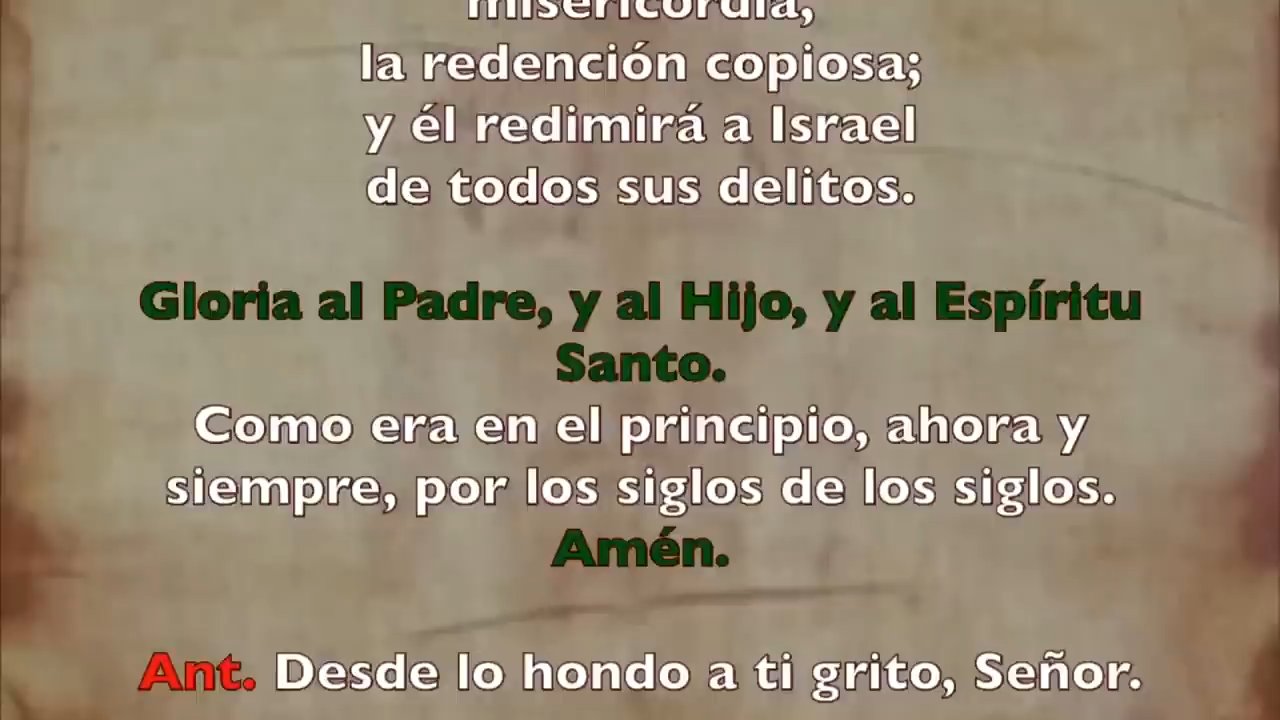 misericordia,
la redención copiosa;
y él redimirá a Israel
de todos sus delitos.
Gloria al Padre, y al Hijo, y al Espíritu
Santo.
Como era en el principio, ahora y
siempre, por los siglos de los siglos.
Amén.
Ant. Desde lo hondo a ti grito, Señor.